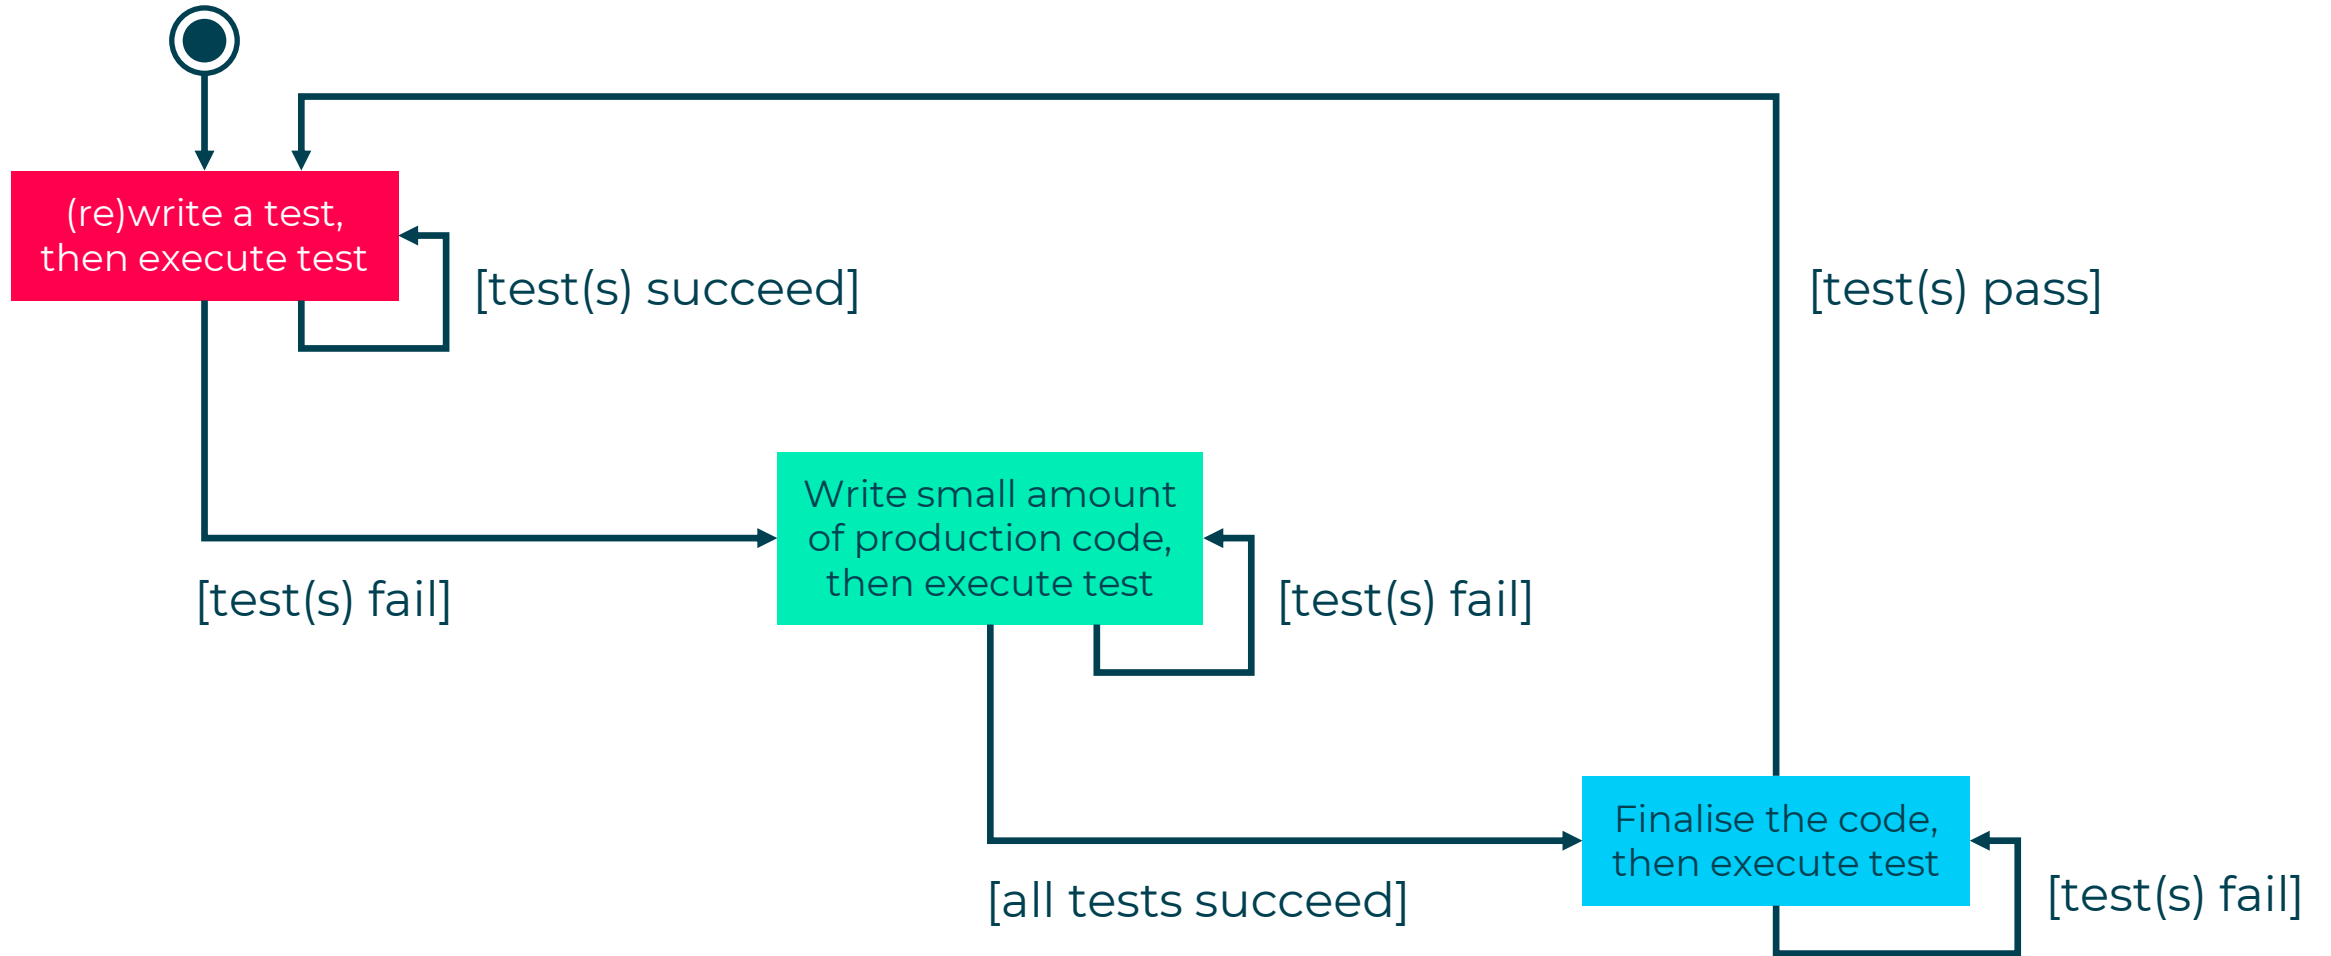 (re)write a test,
then execute test
[test(s) succeed]
[test(s) pass]
Write small amount
of production code,
then execute test
[test(s) fail]
[test(s) fail]
Finalise the code,
then execute test
[all tests succeed]
[test(s) fail]